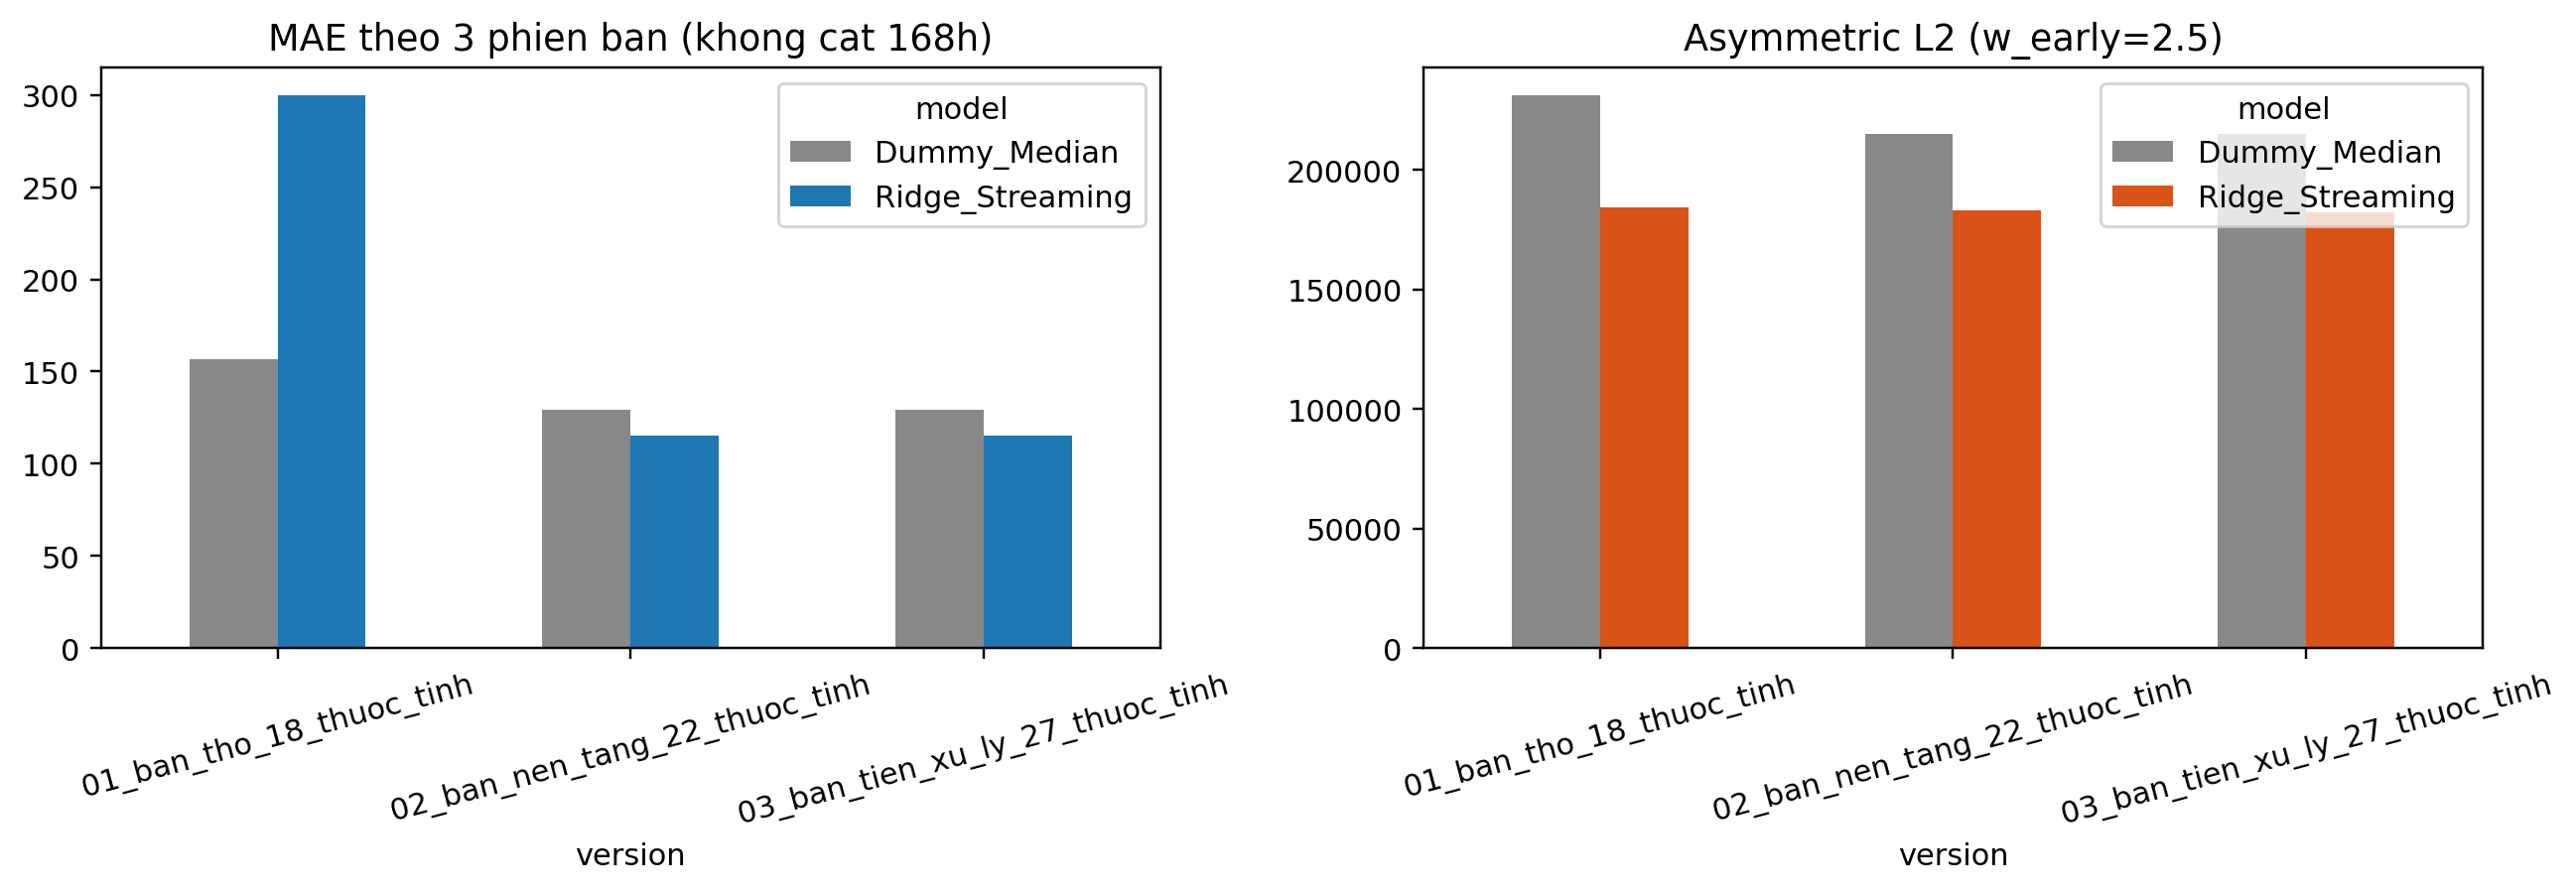 MAE theo 3 phien ban (khong cat 168h)
300
250
200
150
100
50
0
model
Dummy_Median
Ridge_Streaming
01_ban_tho_18_thuoc_tinh
02_ban_nen_tang_22_thuoc_tinh
03_ban_tien_xu_ly_27_thuoc_tinh
version
Asymmetric L2 (w_early=2.5)
200000
150000
100000
50000
0
model
Dummy_Median
Ridge_Streaming
01_ban_tho_18_thuoc_tinh
02_ban_nen_tang_22_thuoc_tinh
03_ban_tien_xu_ly_27_thuoc_tinh
version